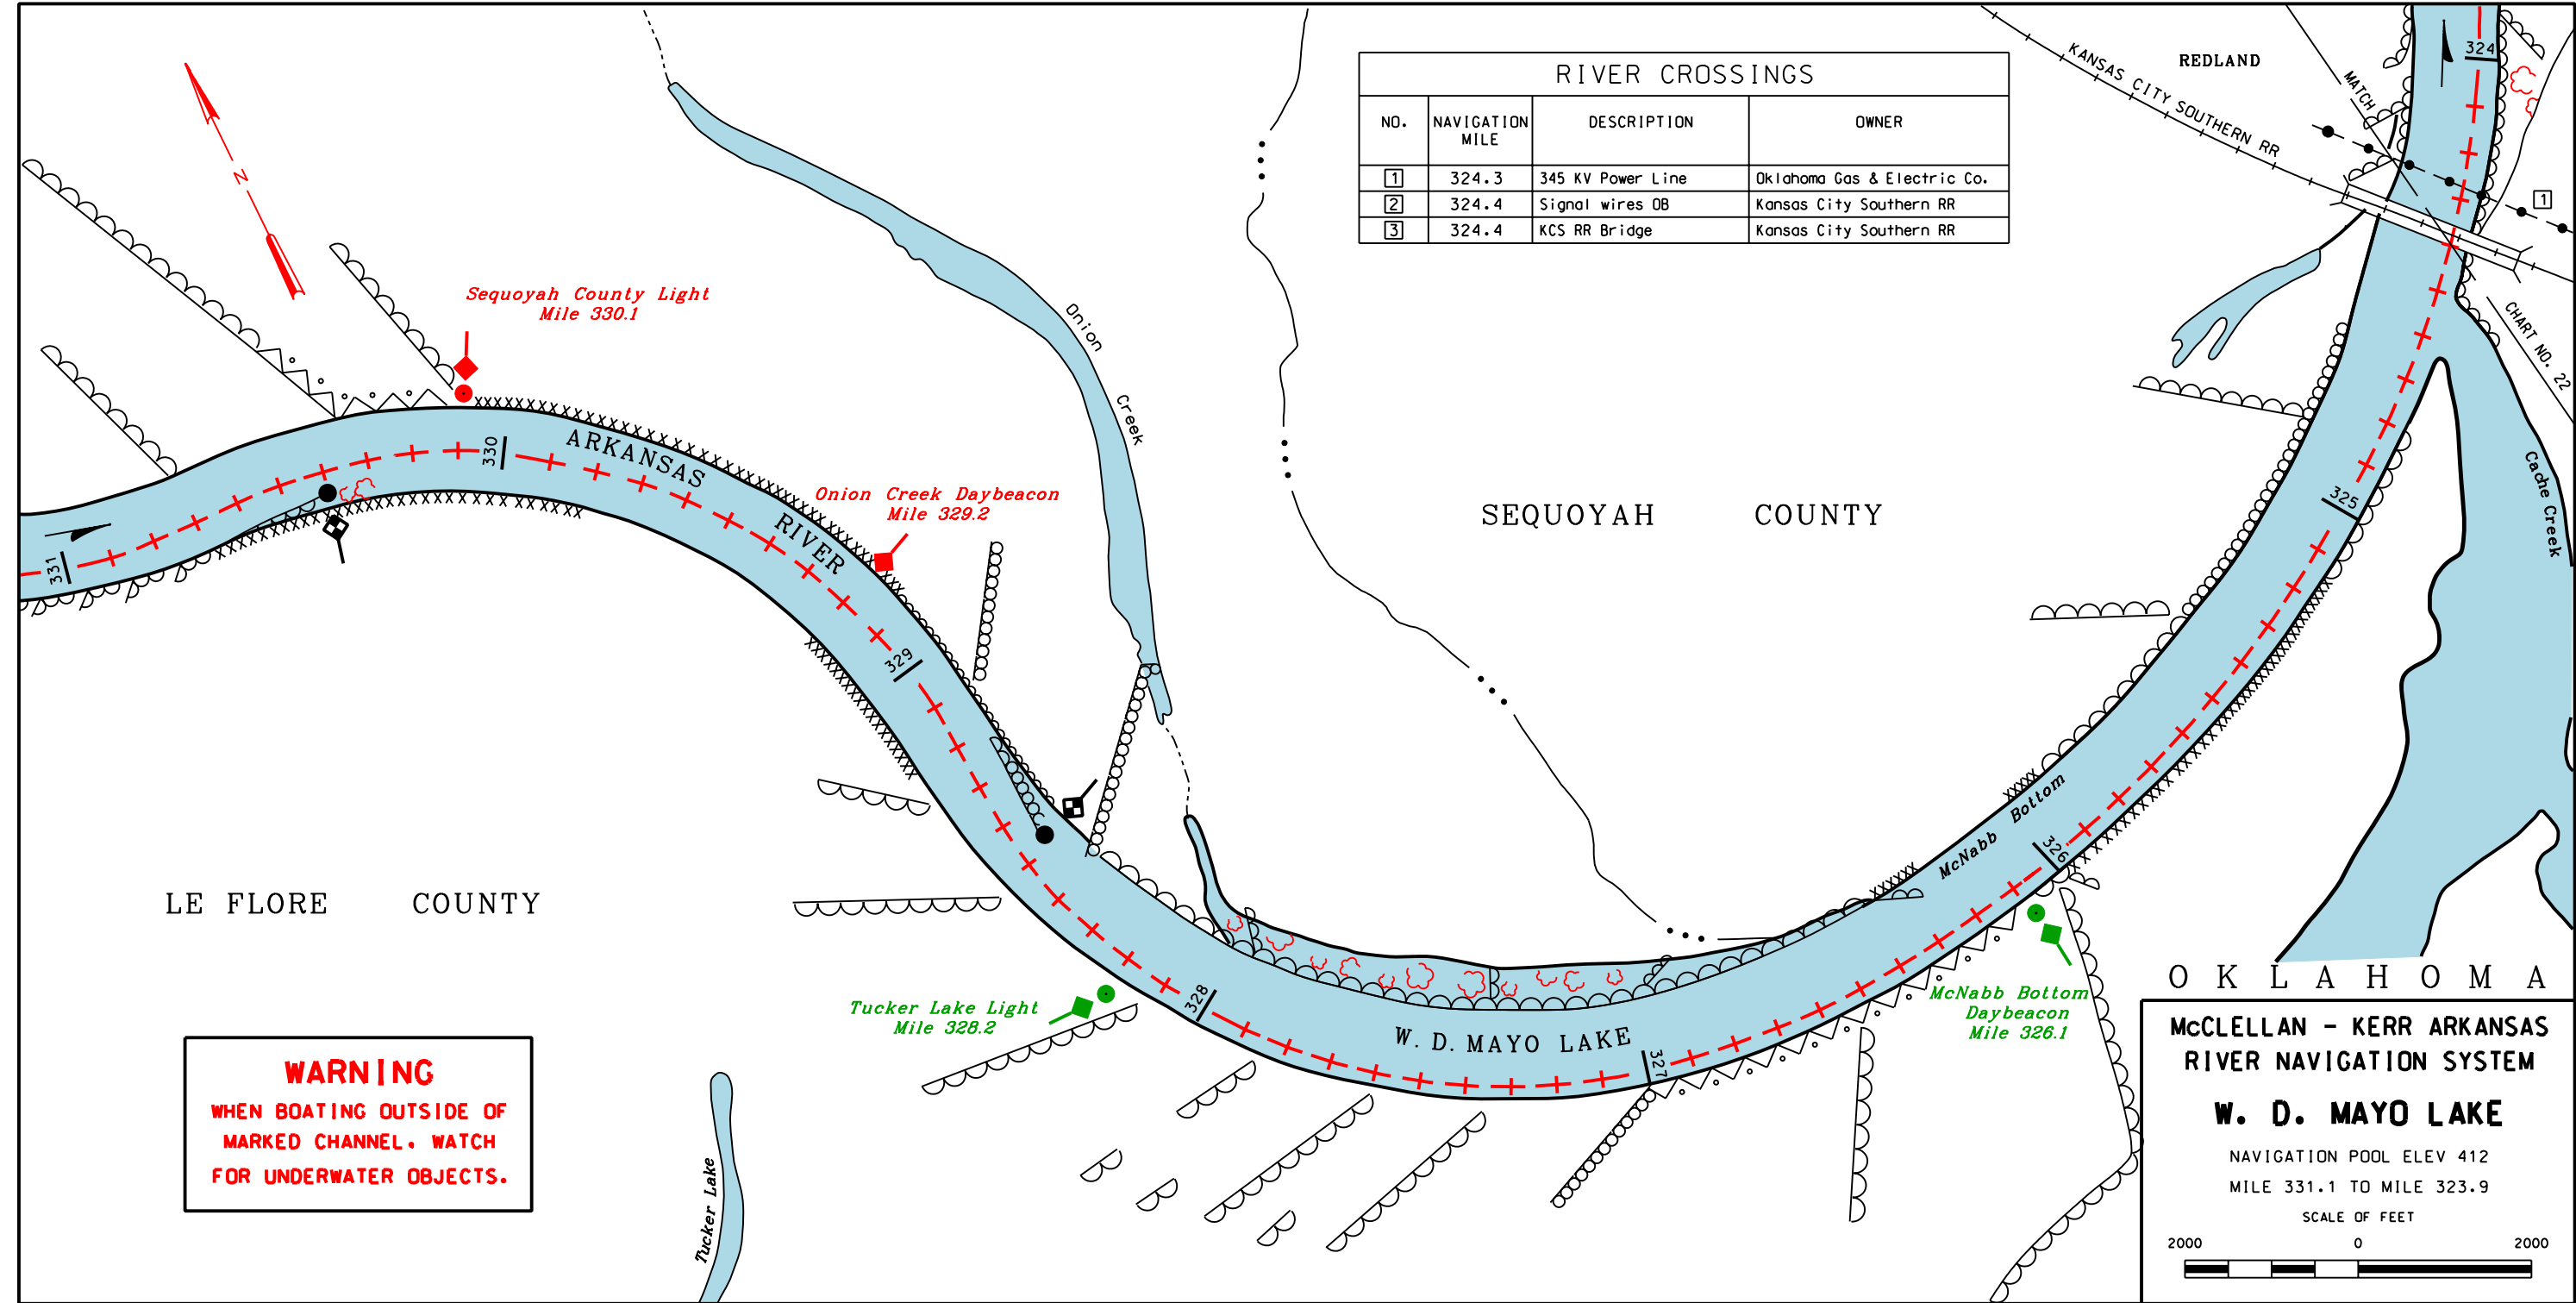 RIVER CROSSINGS
NO. NAVIGATION MILE DESCRIPTION OWNER
1 324.3 345 KV Power Line Oklahoma Gas & Electric Co.
2 324.4 Signal wires OB Kansas City Southern RR
3 324.4 KCS RR Bridge Kansas City Southern RR
KANSAS CITY SOUTHERN RR
REDLAND
MATCH
324
1
CHART NO. 22
N
Sequoyah County Light
Mile 330.1
Onion Creek
330
ARKANSAS RIVER
331
Onion Creek Daybeacon
Mile 329.2
329
SEQUOYAH COUNTY
325
Cache Creek
McNabb Bottom
326
LE FLORE COUNTY
Tucker Lake Light
Mile 328.2
328
W. D. MAYO LAKE
327
McNabb Bottom
Daybeacon
Mile 326.1
OKLAHOMA
WARNING
WHEN BOATING OUTSIDE OF
MARKED CHANNEL. WATCH
FOR UNDERWATER OBJECTS.
Tucker Lake
McCLELLAN - KERR ARKANSAS
RIVER NAVIGATION SYSTEM
W. D. MAYO LAKE
NAVIGATION POOL ELEV 412
MILE 331.1 TO MILE 323.9
SCALE OF FEET
2000 0 2000